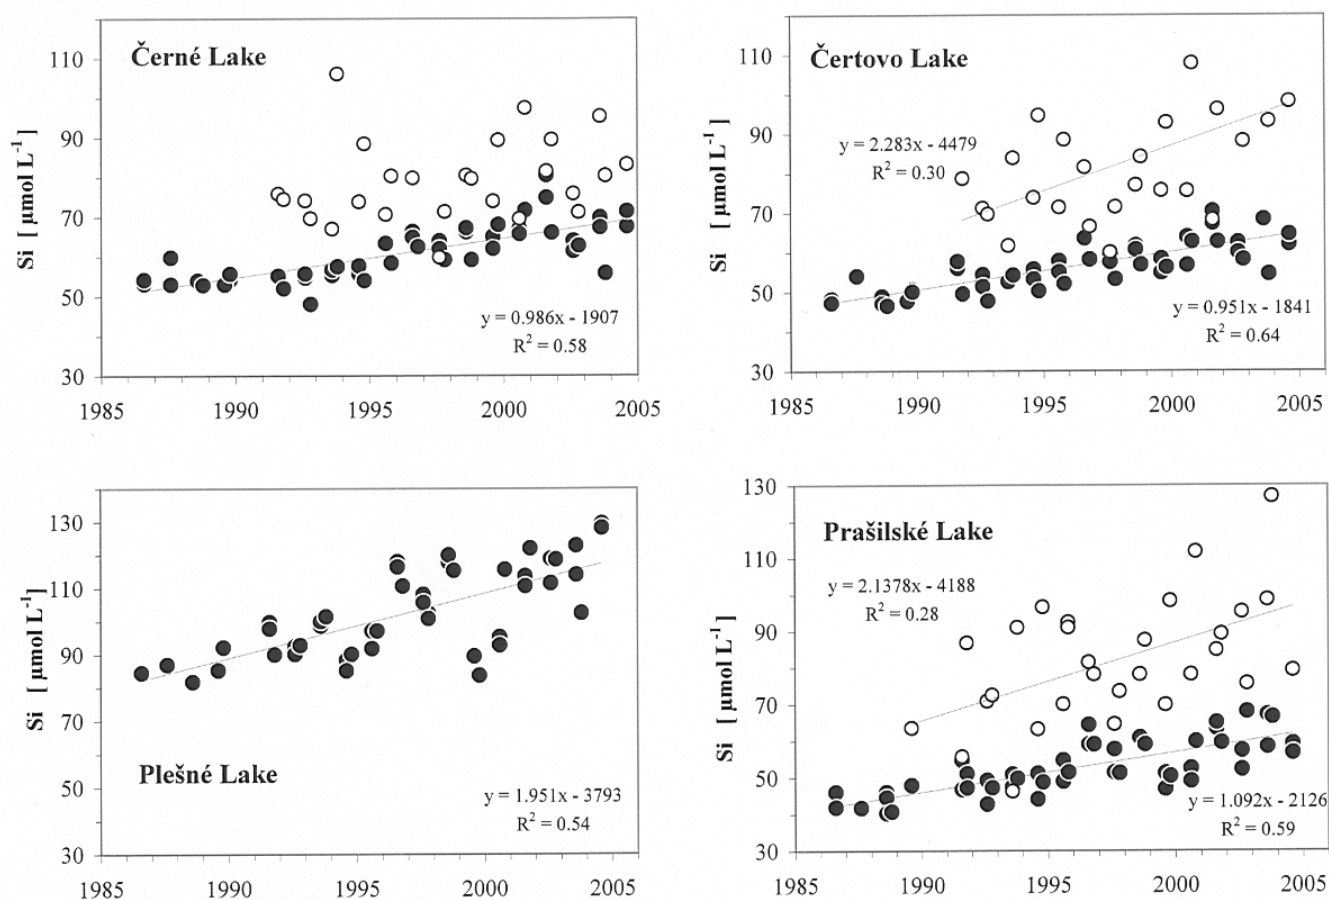 Černé Lake
Si [ μmol L-1]
110
90
70
50
30
y = 0.986x - 1907
R2 = 0.58
1985 1990 1995 2000 2005
Čertovo Lake
Si [ μmol L-1]
110
90
70
50
30
y = 2.283x - 4479
R2 = 0.30
y = 0.951x - 1841
R2 = 0.64
1985 1990 1995 2000 2005
Plešné Lake
Si [ μmol L-1]
130
110
90
70
50
30
y = 1.951x - 3793
R2 = 0.54
1985 1990 1995 2000 2005
Prašilské Lake
Si [ μmol L-1]
130
110
90
70
50
30
y = 2.1378x - 4188
R2 = 0.28
y = 1.092x - 2126
R2 = 0.59
1985 1990 1995 2000 2005